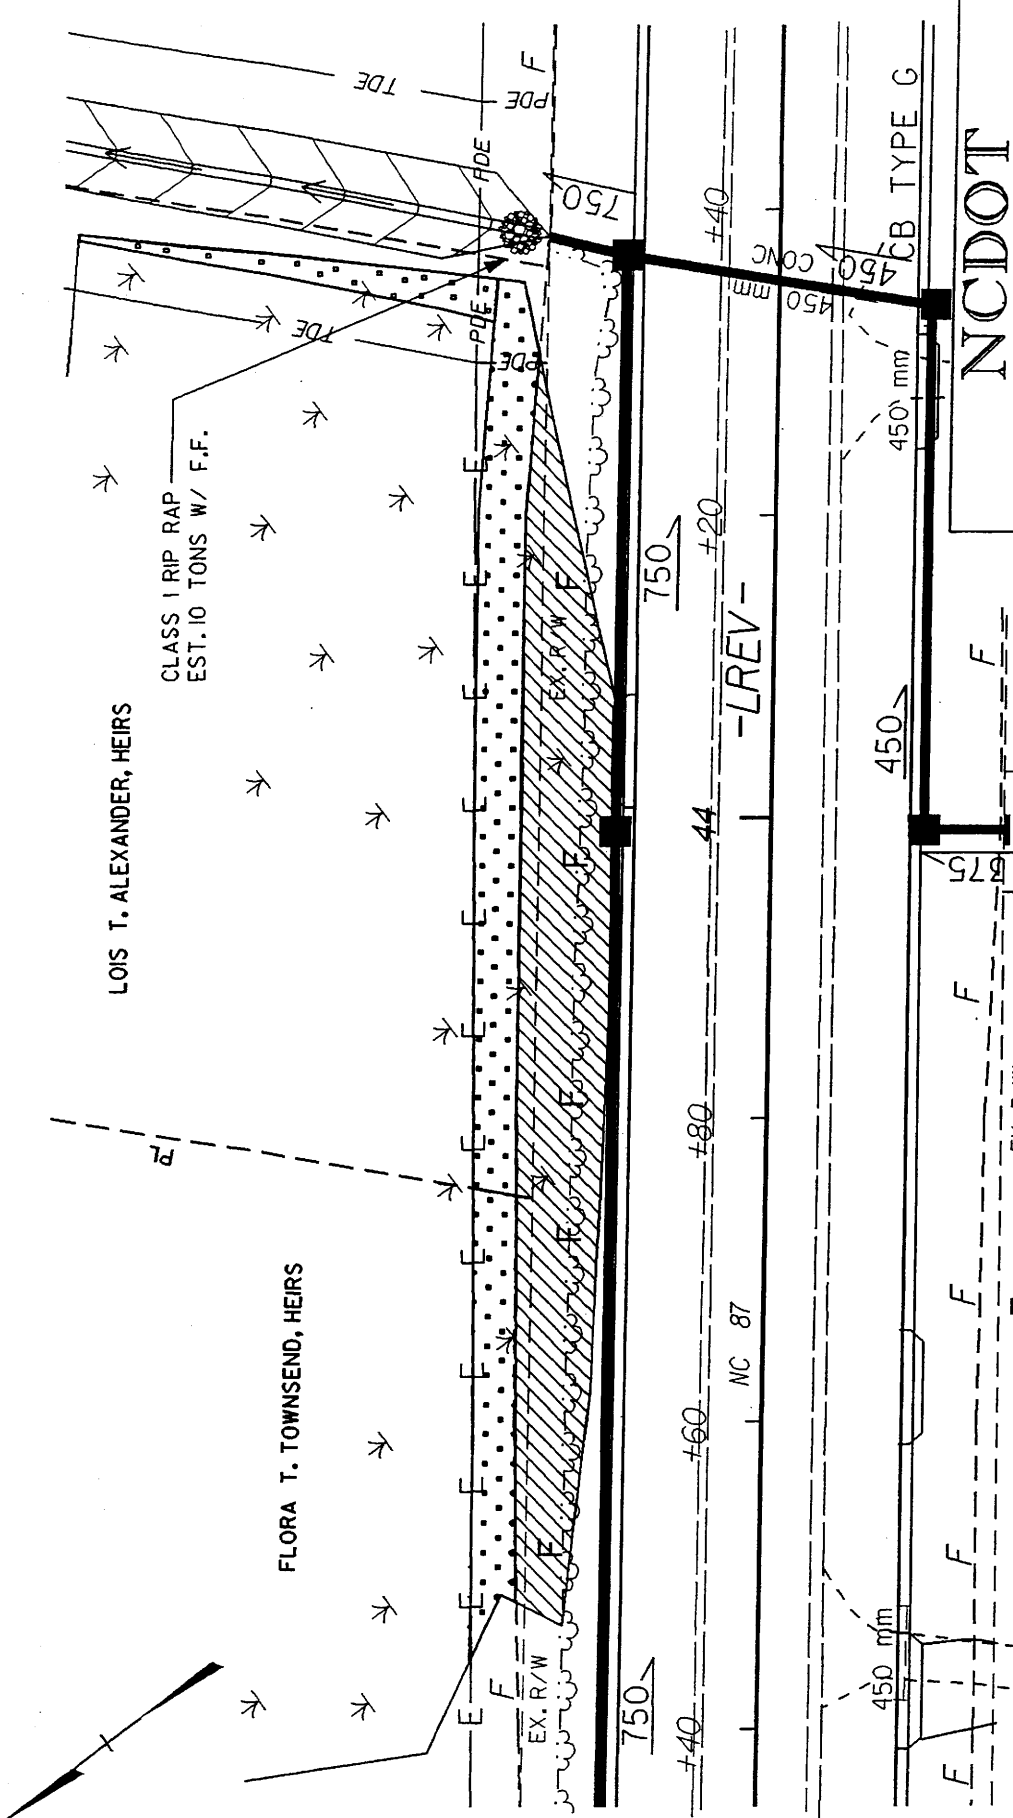 TDE
PDE
PDE
F
PDE
750
CB TYPE G
NCDOT
+40
CONC
450
450 mm
450 mm
TDE
PDE
PDE
CLASS I RIP RAP
EST. 10 TONS W/ F.F.
E
E
E
E
E
E
E
E
E
E
E
E
EX. R/W
F
+20
750
-LREV-
450
F
44
675
LOIS T. ALEXANDER, HEIRS
F
F
F
F
PL
+80
F
FLORA T. TOWNSEND, HEIRS
NC 87
F
+60
F
F
EX. R/W
F
450 mm
750
+40
F